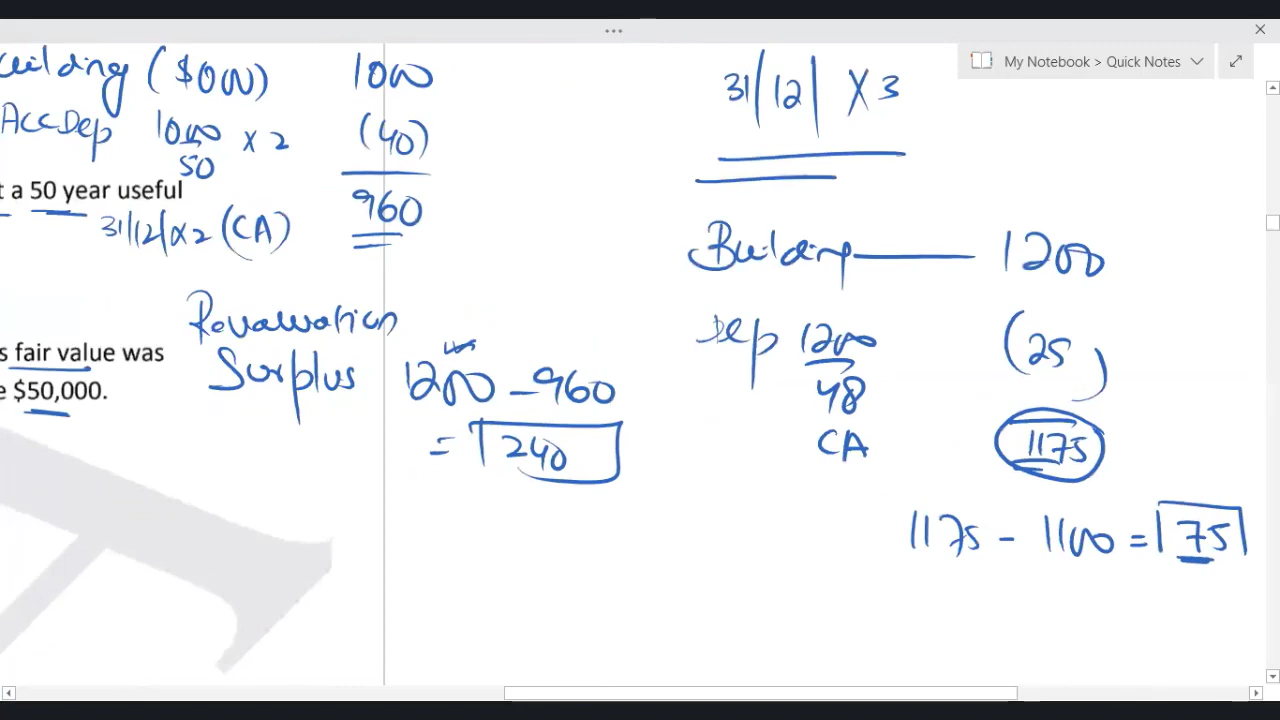 My Notebook > Quick Notes
uilding ($000) 1000
AccDep 1000 x 2 (40)
50
t a 50 year useful
31/12/x2 (CA) 960
Revaluation
Surplus 1200 - 960
= 240
s fair value was
e $50,000.
31/12/ X3
Building 1200
Dep 1200 (25)
48
CA 1175
1175 - 1100 = 75